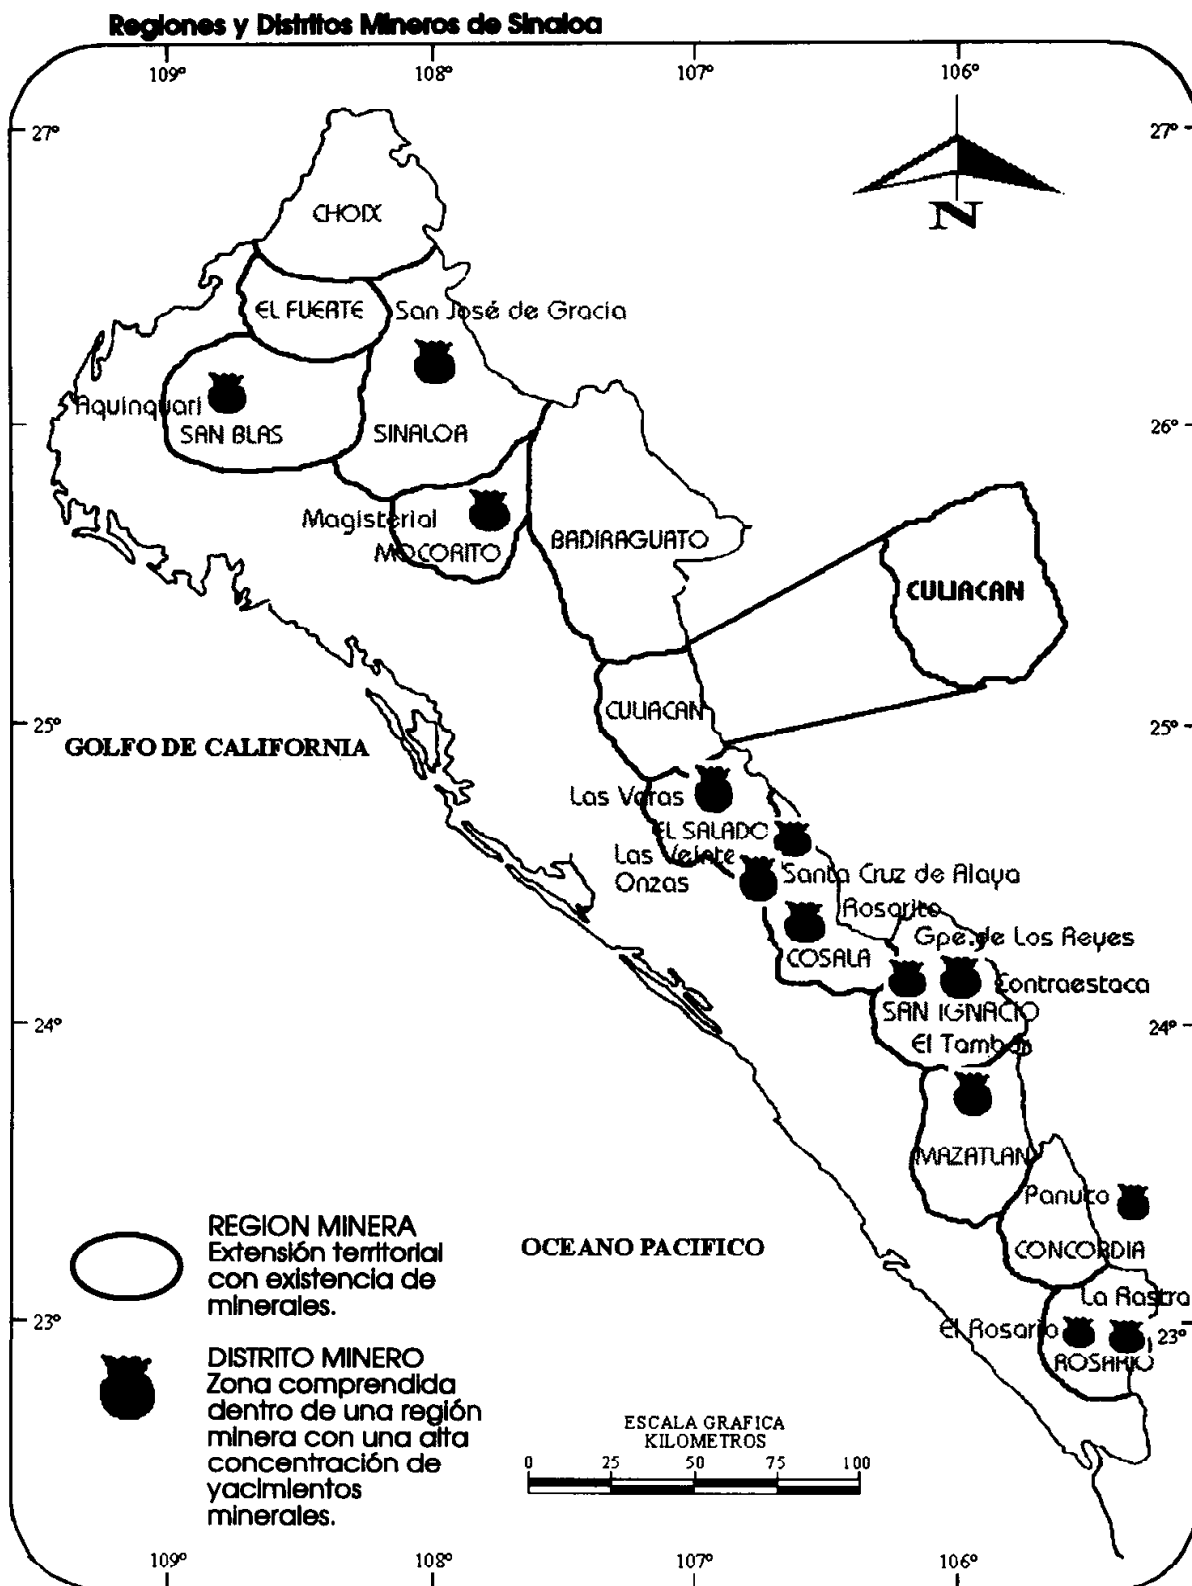 Regiones y Distritos Mineros de Sinaloa
109° 108° 107° 106°
27° 27°
CHOIX
N
EL FUERTE San José de Gracia
Aquinquari
SAN BLAS SINALOA
26° 26°
Magisterial
MOCORITO
BADIRAGUATO
CULIACAN
CULIACAN
25° 25°
GOLFO DE CALIFORNIA
Las Varas
EL SALADO
Las Veinte
Onzas
Santa Cruz de Alaya
Rosarito
Gpe. de Los Reyes
COSALA
Contraestaca
SAN IGNACIO
24° 24°
El Tambor
MAZATLAN
Panuco
REGION MINERA
Extensión territorial
con existencia de
minerales.
OCEANO PACIFICO
CONCORDIA
La Rastra
23° El Rosario 23°
ROSARIO
DISTRITO MINERO
Zona comprendida
dentro de una región
minera con una alta
concentración de
yacimientos
minerales.
ESCALA GRAFICA
KILOMETROS
0 25 50 75 100
109° 108° 107° 106°